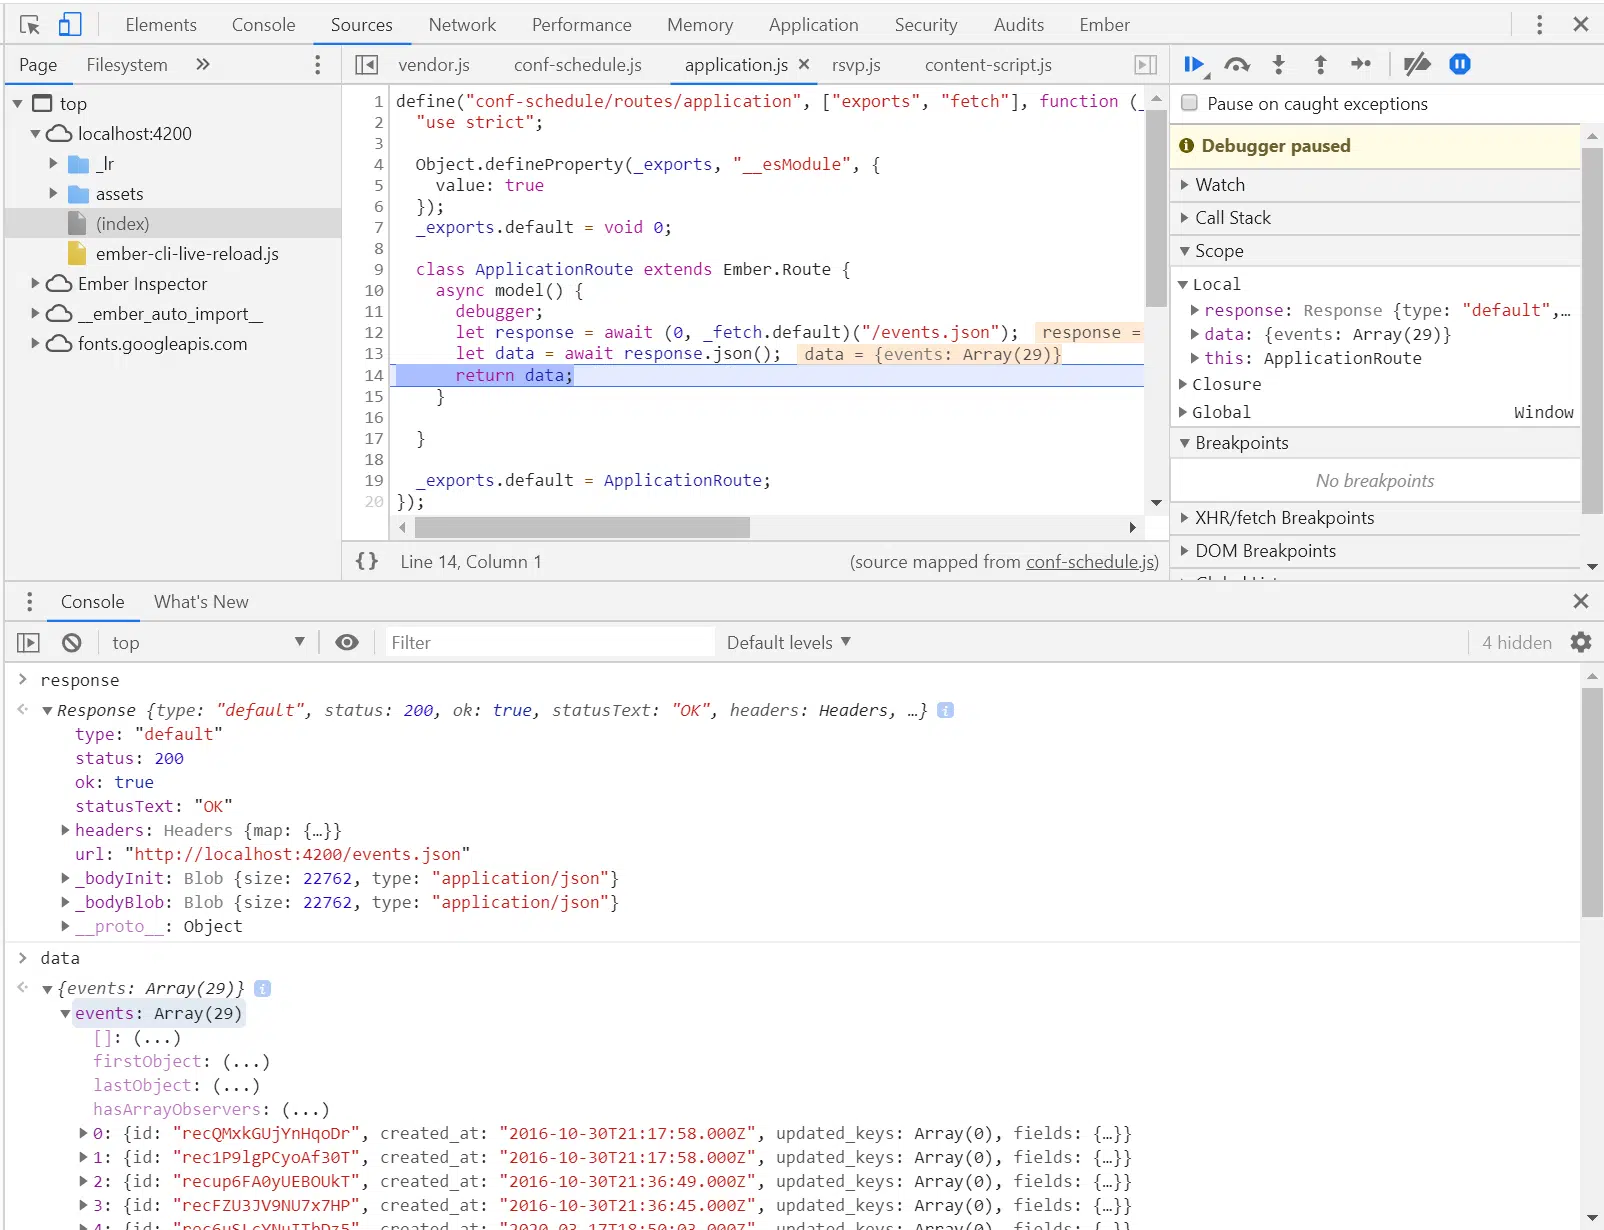 Elements Console Sources Network Performance Memory Application Security Audits Ember
Page Filesystem » vendor.js conf-schedule.js application.js × rsvp.js content-script.js
top
localhost:4200
_lr
assets
(index)
ember-cli-live-reload.js
Ember Inspector
__ember_auto_import__
fonts.googleapis.com
1 define("conf-schedule/routes/application", ["exports", "fetch"], function (_
2 "use strict";
3
4 Object.defineProperty(_exports, "__esModule", {
5 value: true
6 });
7 _exports.default = void 0;
8
9 class ApplicationRoute extends Ember.Route {
10 async model() {
11 debugger;
12 let response = await (0, _fetch.default)("/events.json"); response =
13 let data = await response.json(); data = {events: Array(29)}
14 return data;
15 }
16
17 }
18
19 _exports.default = ApplicationRoute;
20 });
{} Line 14, Column 1 (source mapped from conf-schedule.js)
Pause on caught exceptions
Debugger paused
Watch
Call Stack
Scope
Local
response: Response {type: "default",…
data: {events: Array(29)}
this: ApplicationRoute
Closure
Global Window
Breakpoints
No breakpoints
XHR/fetch Breakpoints
DOM Breakpoints
Console What's New
top Filter Default levels 4 hidden
> response
Response {type: "default", status: 200, ok: true, statusText: "OK", headers: Headers, …}
type: "default"
status: 200
ok: true
statusText: "OK"
headers: Headers {map: {…}}
url: "http://localhost:4200/events.json"
_bodyInit: Blob {size: 22762, type: "application/json"}
_bodyBlob: Blob {size: 22762, type: "application/json"}
__proto__: Object
> data
{events: Array(29)}
events: Array(29)
[]: (...)
firstObject: (...)
lastObject: (...)
hasArrayObservers: (...)
0: {id: "recQMxkGUjYnHqoDr", created_at: "2016-10-30T21:17:58.000Z", updated_keys: Array(0), fields: {…}}
1: {id: "rec1P9lgPCyoAf30T", created_at: "2016-10-30T21:17:58.000Z", updated_keys: Array(0), fields: {…}}
2: {id: "recup6FA0yUEBOUkT", created_at: "2016-10-30T21:36:49.000Z", updated_keys: Array(0), fields: {…}}
3: {id: "recFZU3JV9NU7x7HP", created_at: "2016-10-30T21:36:45.000Z", updated_keys: Array(0), fields: {…}}
4: {id: created_at: "2020-03-17T18:50:03.000Z", updated_keys: Array(0), fields: {…}}